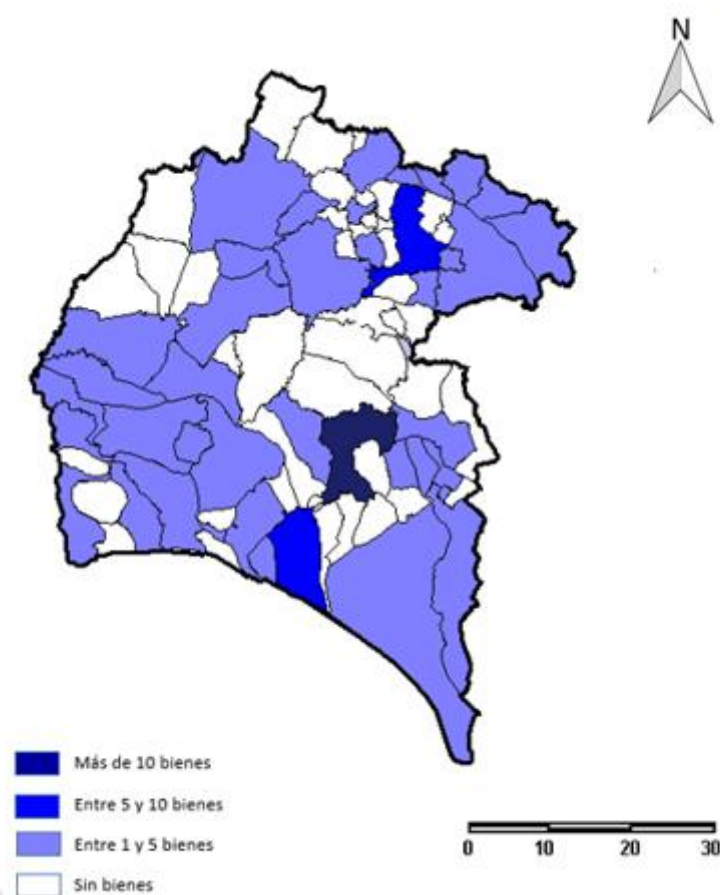 N
Más de 10 bienes
Entre 5 y 10 bienes
Entre 1 y 5 bienes
Sin bienes
0 10 20 30